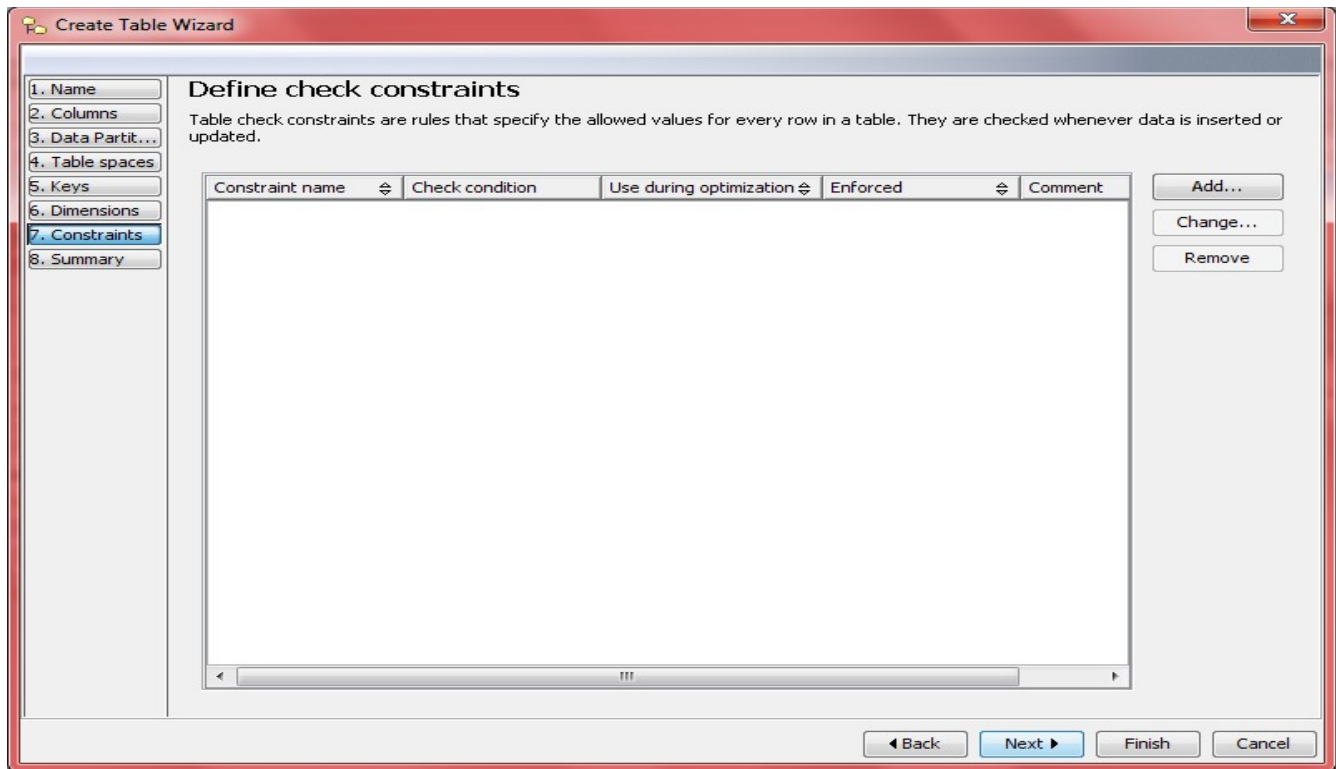 Create Table Wizard
1. Name
2. Columns
3. Data Partit...
4. Table spaces
5. Keys
6. Dimensions
7. Constraints
8. Summary
Define check constraints
Table check constraints are rules that specify the allowed values for every row in a table. They are checked whenever data is inserted or
updated.
Constraint name Check condition Use during optimization Enforced Comment
Add...
Change...
Remove
Back Next Finish Cancel